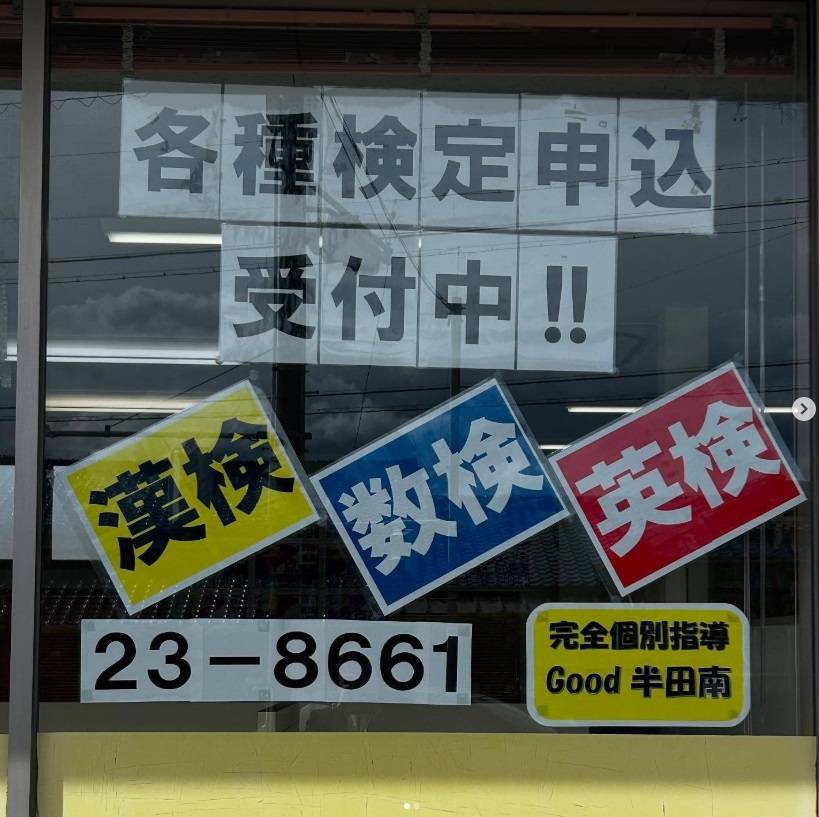 各種検定申込
受付中!!
漢検
数検
英検
23-8661
完全個別指導
Good 半田南